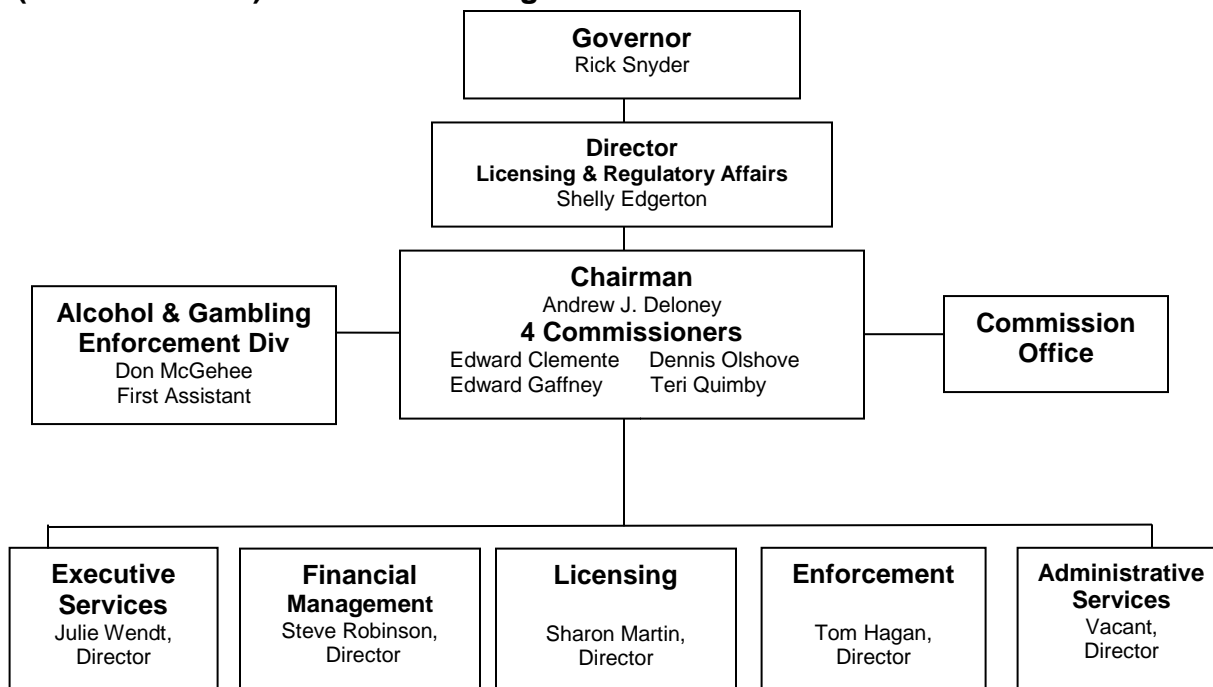 Governor
Rick Snyder
Director
Licensing & Regulatory Affairs
Shelly Edgerton
Chairman
Andrew J. Deloney
4 Commissioners
Edward Clemente Dennis Olshove
Edward Gaffney Teri Quimby
Alcohol & Gambling
Enforcement Div
Don McGehee
First Assistant
Commission
Office
Executive
Services
Julie Wendt,
Director
Financial
Management
Steve Robinson,
Director
Licensing
Sharon Martin,
Director
Enforcement
Tom Hagan,
Director
Administrative
Services
Vacant,
Director